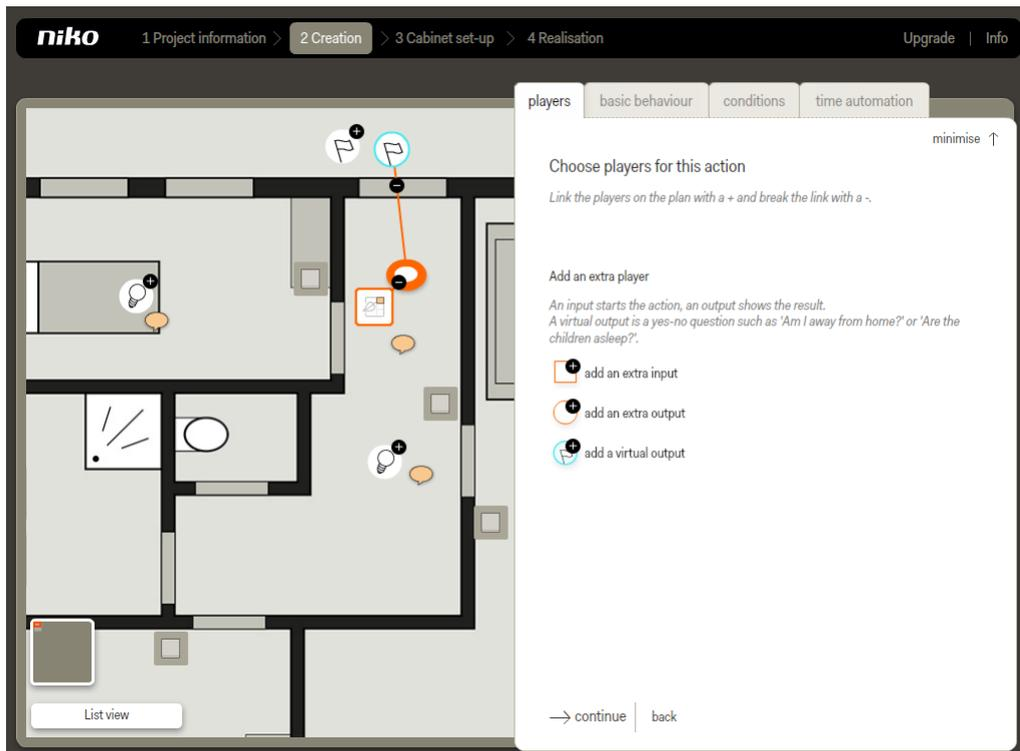 niko
1 Project information
2 Creation
3 Cabinet set-up
4 Realisation
Upgrade | Info
players
basic behaviour
conditions
time automation
minimise
Choose players for this action
Link the players on the plan with a + and break the link with a -.
Add an extra player
An input starts the action, an output shows the result.
A virtual output is a yes-no question such as 'Am I away from home?' or 'Are the
children asleep?'.
add an extra input
add an extra output
add a virtual output
List view
continue
back